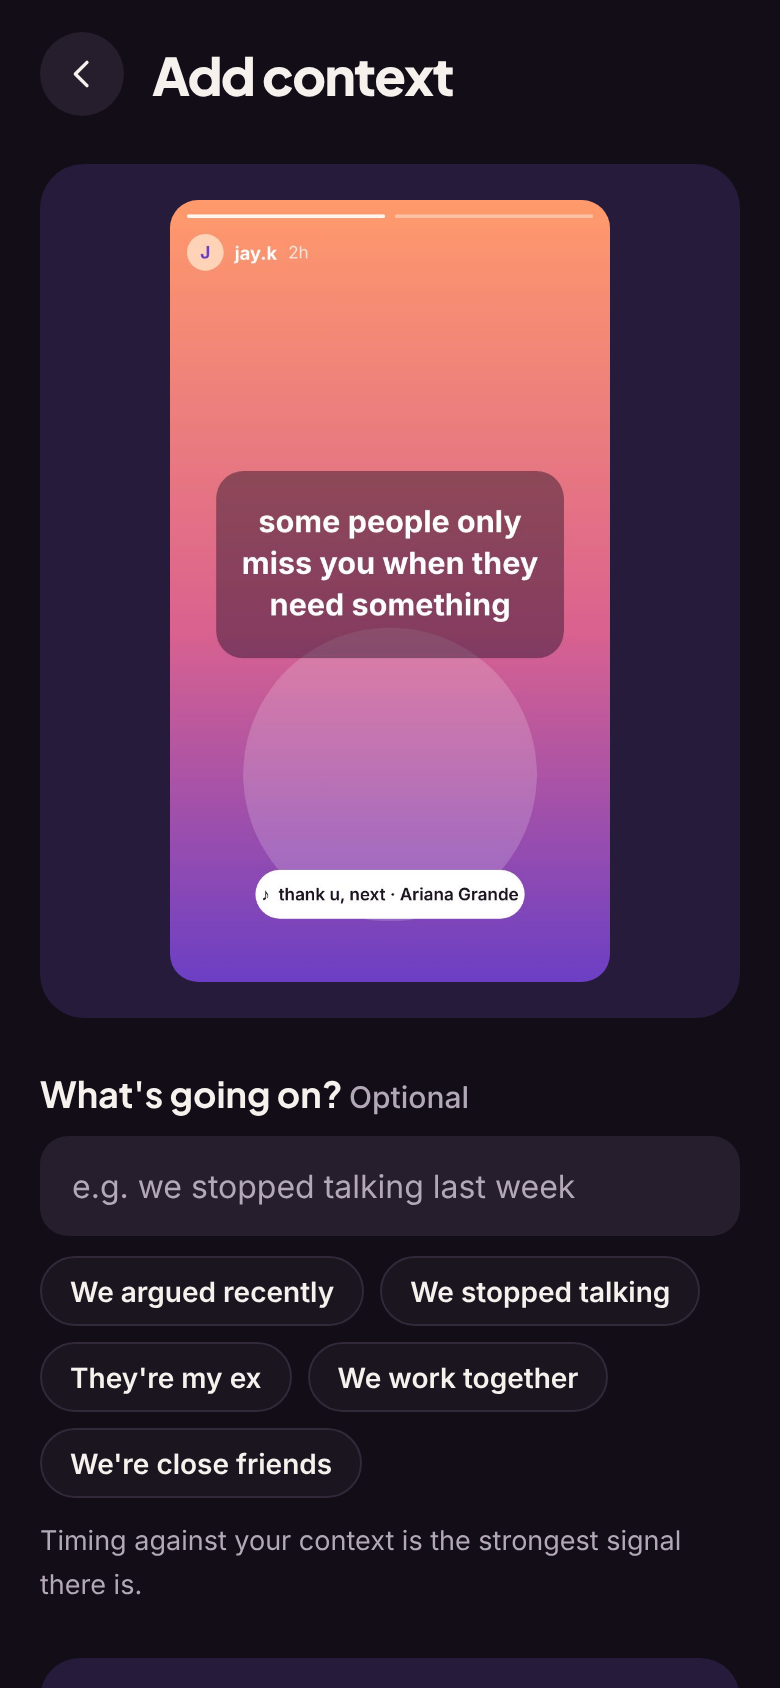 Add context
J jay.k 2h
some people only
miss you when they
need something
♪ thank u, next · Ariana Grande
What's going on? Optional
e.g. we stopped talking last week
We argued recently
We stopped talking
They're my ex
We work together
We're close friends
Timing against your context is the strongest signal
there is.